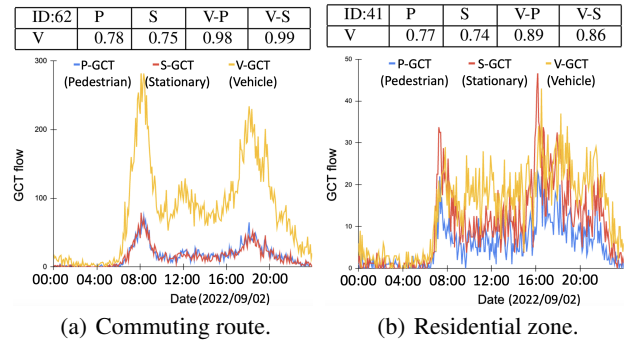 ID:62 P S V-P V-S
V 0.78 0.75 0.98 0.99
P-GCT S-GCT V-GCT
(Pedestrian) (Stationary) (Vehicle)
300
200
100
0
GCT flow
00:00 04:00 08:00 12:00 16:00 20:00
Date (2022/09/02)
(a) Commuting route.
ID:41 P S V-P V-S
V 0.77 0.74 0.89 0.86
P-GCT S-GCT V-GCT
(Pedestrian) (Stationary) (Vehicle)
50
40
30
20
10
0
GCT flow
00:00 04:00 08:00 12:00 16:00 20:00
Date (2022/09/02)
(b) Residential zone.